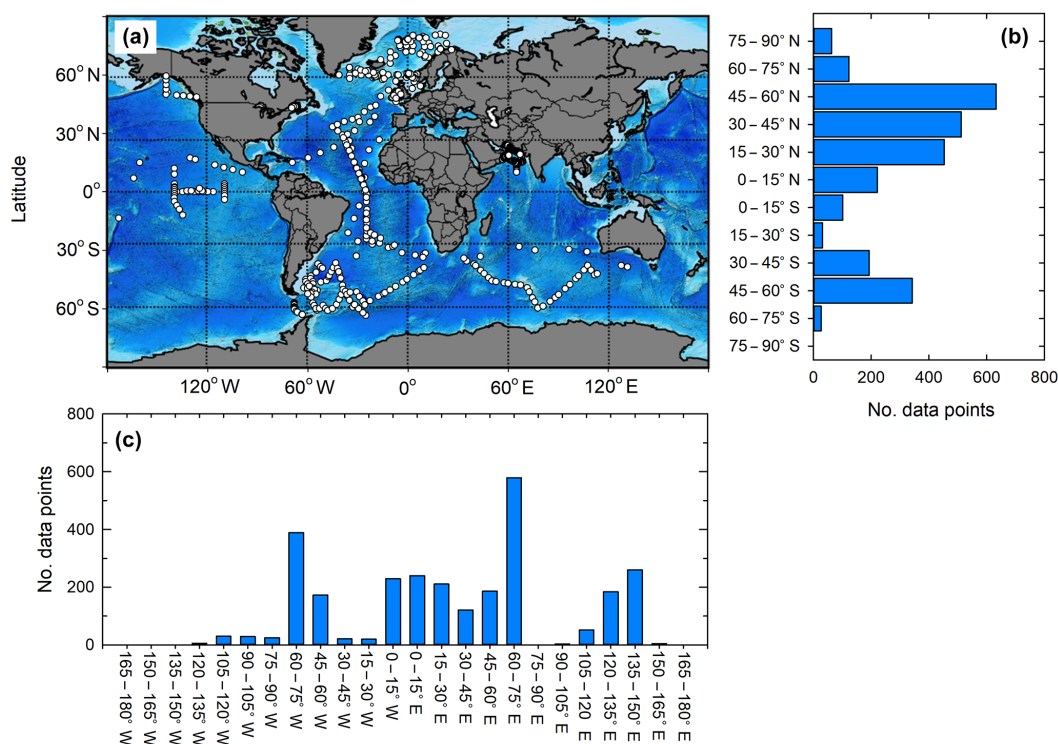 (a)
Latitude
60° N
30° N
0°
30° S
60° S
120° W
60° W
0°
60° E
120° E
(b)
75 – 90° N
60 – 75° N
45 – 60° N
30 – 45° N
15 – 30° N
0 – 15° N
0 – 15° S
15 – 30° S
30 – 45° S
45 – 60° S
60 – 75° S
75 – 90° S
0 200 400 600 800
No. data points
(c)
No. data points
800
600
400
200
0
165 – 180° W
150 – 165° W
135 – 150° W
120 – 135° W
105 – 120° W
90 – 105° W
75 – 90° W
60 – 75° W
45 – 60° W
30 – 45° W
15 – 30° W
0 – 15° W
0 – 15° E
15 – 30° E
30 – 45° E
45 – 60° E
60 – 75° E
75 – 90° E
90 – 105° E
105 – 120 E
120 – 135° E
135 – 150° E
150 – 165° E
165 – 180° E